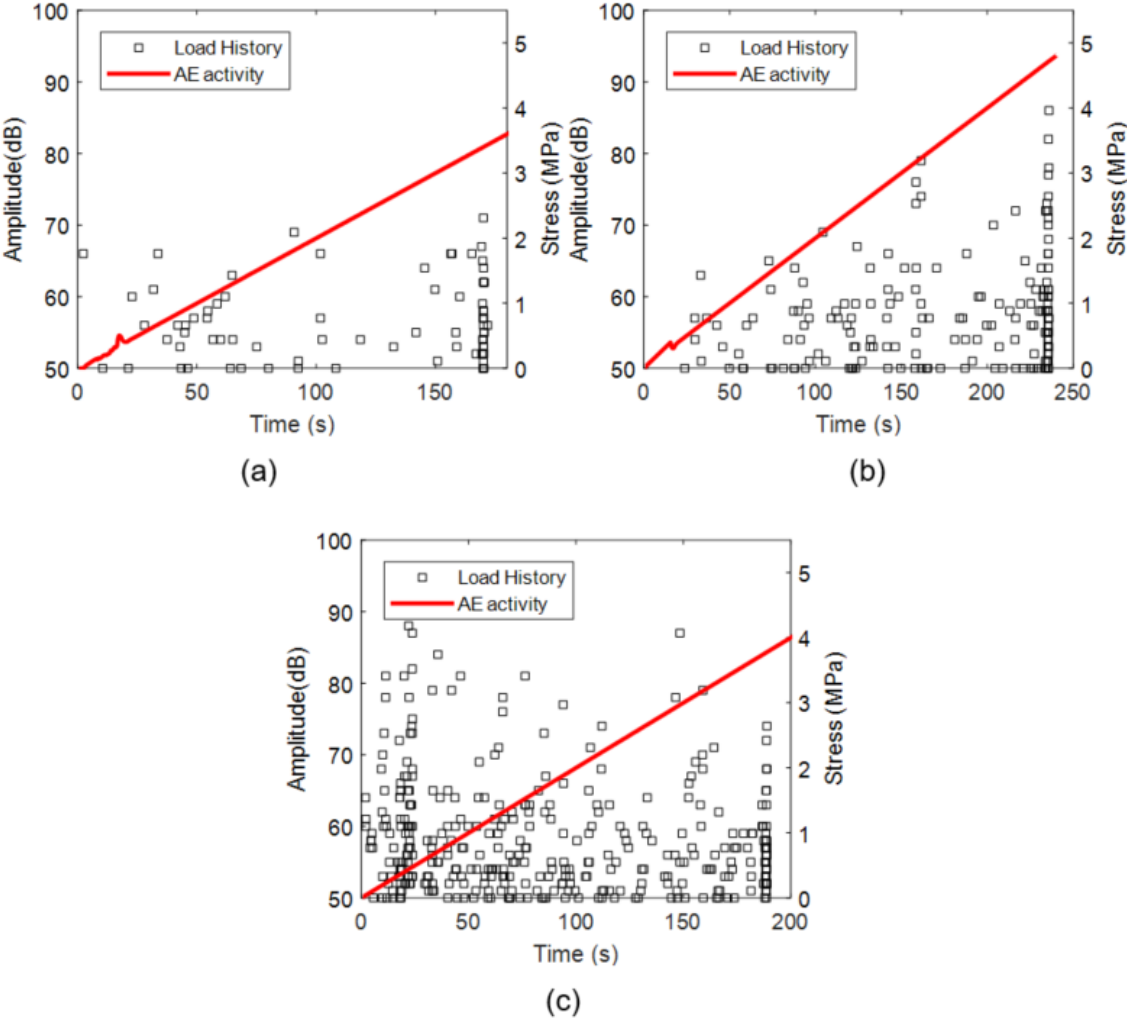 100
90
80
70
60
50
Amplitude(dB)
Load History
AE activity
5
4
3
2
1
0
Stress (MPa)
0
50
100
150
Time (s)
(a)
100
90
80
70
60
50
Amplitude(dB)
Load History
AE activity
5
4
3
2
1
0
Stress (MPa)
0
50
100
150
200
250
Time (s)
(b)
100
90
80
70
60
50
Amplitude(dB)
Load History
AE activity
5
4
3
2
1
0
Stress (MPa)
0
50
100
150
200
Time (s)
(c)